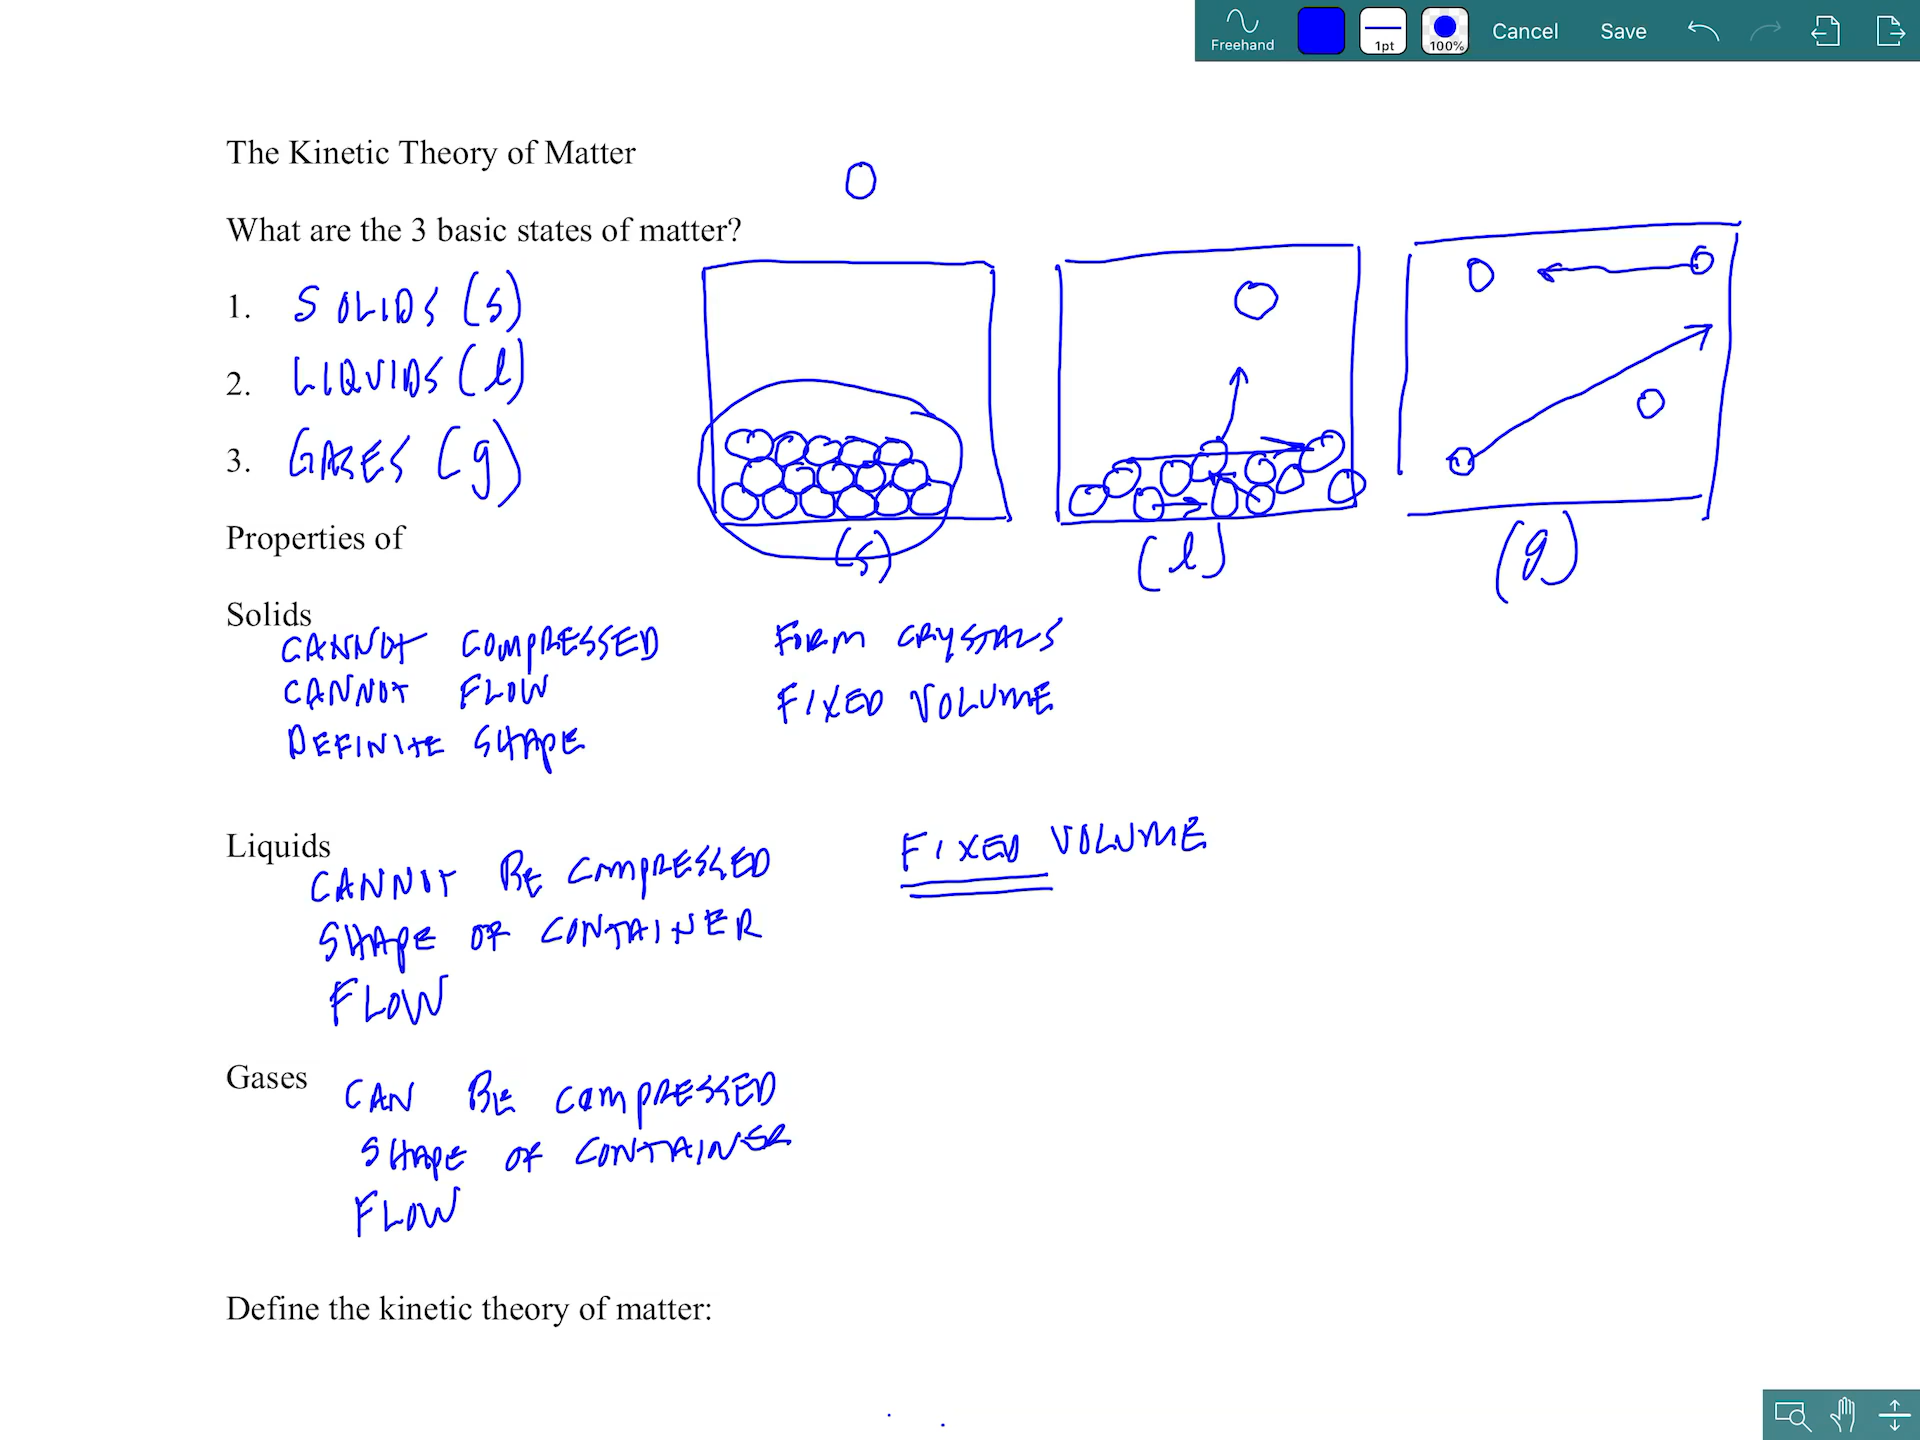 Freehand 1pt 100% Cancel Save
The Kinetic Theory of Matter
What are the 3 basic states of matter?
1. SOLIDS (s)
2. LIQUIDS (l)
3. GASES (g)
(s) (l) (g)
Properties of
Solids
CANNOT COMPRESSED FORM CRYSTALS
CANNOT FLOW FIXED VOLUME
DEFINITE SHAPE
Liquids
CANNOT BE COMPRESSED FIXED VOLUME
SHAPE OF CONTAINER
FLOW
Gases
CAN BE COMPRESSED
SHAPE OF CONTAINER
FLOW
Define the kinetic theory of matter: